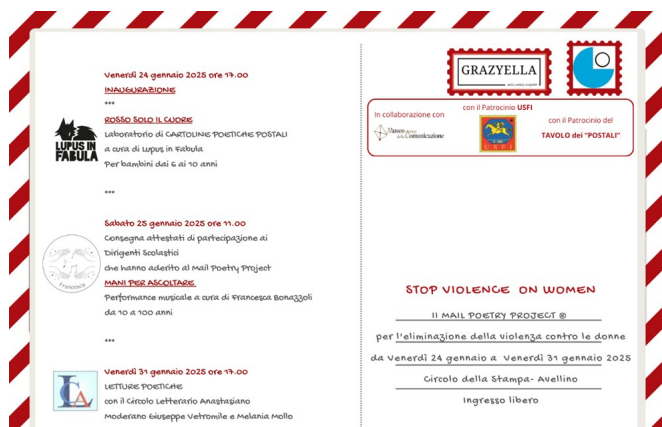 Venerdì 24 gennaio 2025 ore 17.00
INAUGURAZIONE
***
ROSSO SOLO IL CUORE
Laboratorio di CARTOLINE POETICHE POSTALI
a cura di Lupus in Fabula
Per bambini dai 6 ai 10 anni
LUPUS IN
FABULA
***
Sabato 25 gennaio 2025 ore 11.00
Consegna attestati di partecipazione ai
Dirigenti Scolastici
che hanno aderito al Mail Poetry Project
MANI PER ASCOLTARE
Performance musicale a cura di Francesca Bonazzoli
da 10 a 100 anni
Francesca
***
Venerdì 31 gennaio 2025 ore 17.00
LETTURE POETICHE
con il Circolo Letterario Anastasiano
Moderano Giuseppe Vetromile e Melania Mollo
GRAZYELLA
In collaborazione con
Museo della Comunicazione
con il Patrocinio USFI
USFI
con il Patrocinio del
TAVOLO dei "POSTALI"
STOP VIOLENCE ON WOMEN
II MAIL POETRY PROJECT ®
per l'eliminazione della violenza contro le donne
da Venerdì 24 gennaio a Venerdì 31 gennaio 2025
Circolo della Stampa- Avellino
Ingresso libero